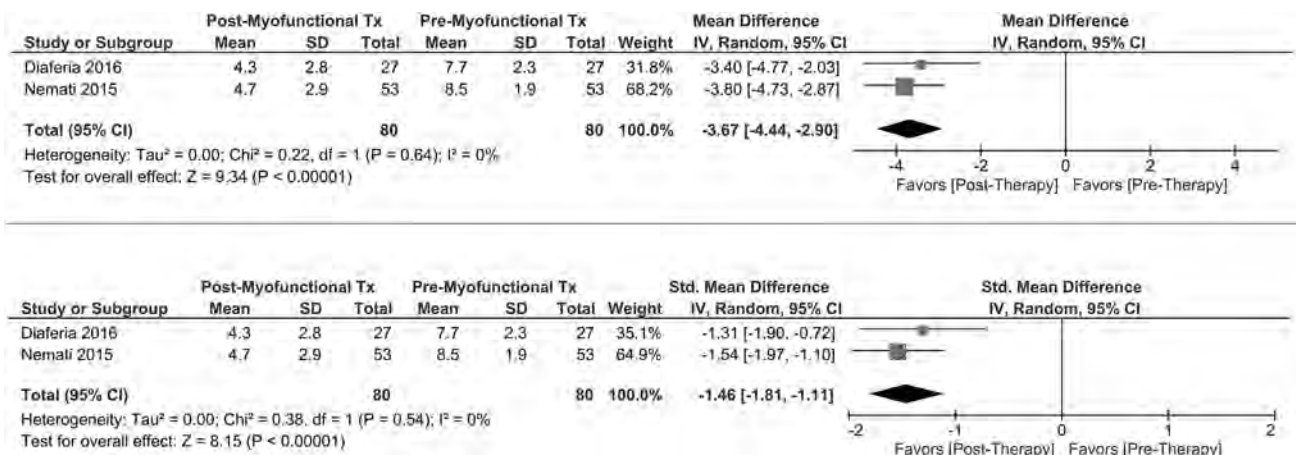 Post-Myofunctional Tx Pre-Myofunctional Tx Mean Difference Mean Difference
Study or Subgroup Mean SD Total Mean SD Total Weight IV, Random, 95% CI IV, Random, 95% CI
Diaferia 2016 4.3 2.8 27 7.7 2.3 27 31.8% -3.40 [-4.77, -2.03]
Nemati 2015 4.7 2.9 53 8.5 1.9 53 68.2% -3.80 [-4.73, -2.87]
Total (95% CI) 80 80 100.0% -3.67 [-4.44, -2.90]
Heterogeneity: Tau² = 0.00; Chi² = 0.22, df = 1 (P = 0.64); I² = 0%
Test for overall effect: Z = 9.34 (P < 0.00001)
-4 -2 0 2 4
Favors [Post-Therapy] Favors [Pre-Therapy]
Post-Myofunctional Tx Pre-Myofunctional Tx Std. Mean Difference Std. Mean Difference
Study or Subgroup Mean SD Total Mean SD Total Weight IV, Random, 95% CI IV, Random, 95% CI
Diaferia 2016 4.3 2.8 27 7.7 2.3 27 35.1% -1.31 [-1.90, -0.72]
Nemati 2015 4.7 2.9 53 8.5 1.9 53 64.9% -1.54 [-1.97, -1.10]
Total (95% CI) 80 80 100.0% -1.46 [-1.81, -1.11]
Heterogeneity: Tau² = 0.00; Chi² = 0.38, df = 1 (P = 0.54); I² = 0%
Test for overall effect: Z = 8.15 (P < 0.00001)
-2 -1 0 1 2
Favors [Post-Therapy] Favors [Pre-Therapy]